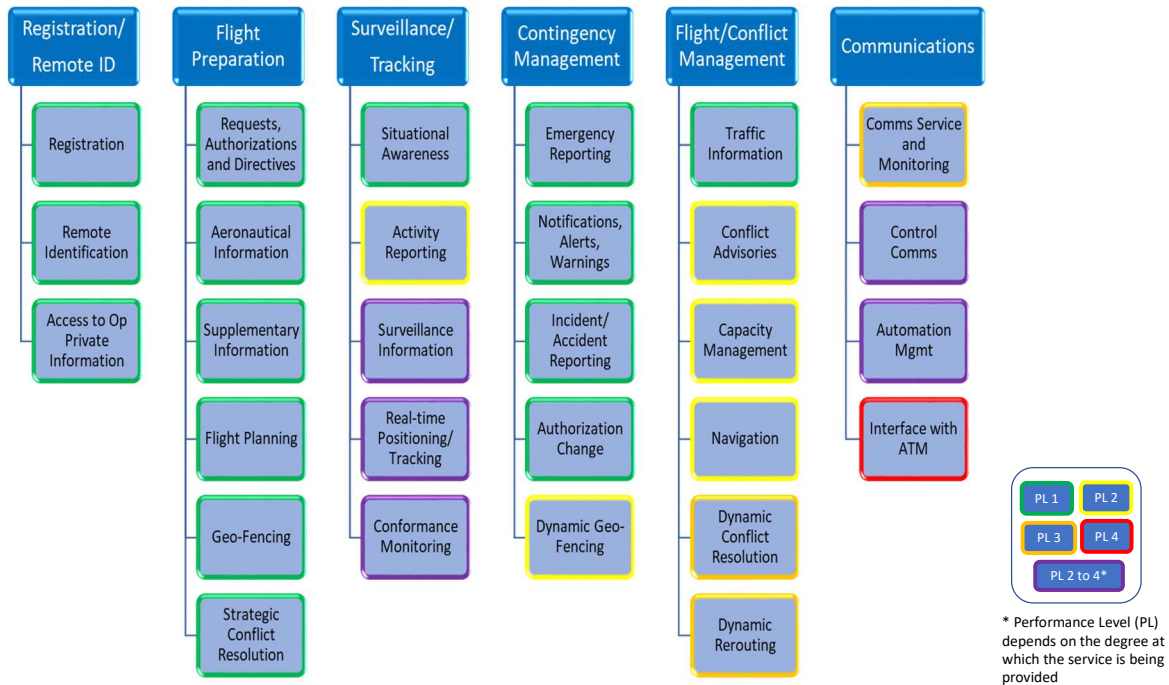 Registration/
Remote ID
Registration
Remote
Identification
Access to Op
Private
Information
Flight
Preparation
Requests,
Authorizations
and Directives
Aeronautical
Information
Supplementary
Information
Flight Planning
Geo-Fencing
Strategic
Conflict
Resolution
Surveillance/
Tracking
Situational
Awareness
Activity
Reporting
Surveillance
Information
Real-time
Positioning/
Tracking
Conformance
Monitoring
Contingency
Management
Emergency
Reporting
Notifications,
Alerts,
Warnings
Incident/
Accident
Reporting
Authorization
Change
Dynamic Geo-
Fencing
Flight/Conflict
Management
Traffic
Information
Conflict
Advisories
Capacity
Management
Navigation
Dynamic
Conflict
Resolution
Dynamic
Rerouting
Communications
Comms Service
and
Monitoring
Control
Comms
Automation
Mgmt
Interface with
ATM
PL 1
PL 2
PL 3
PL 4
PL 2 to 4*
* Performance Level (PL)
depends on the degree at
which the service is being
provided